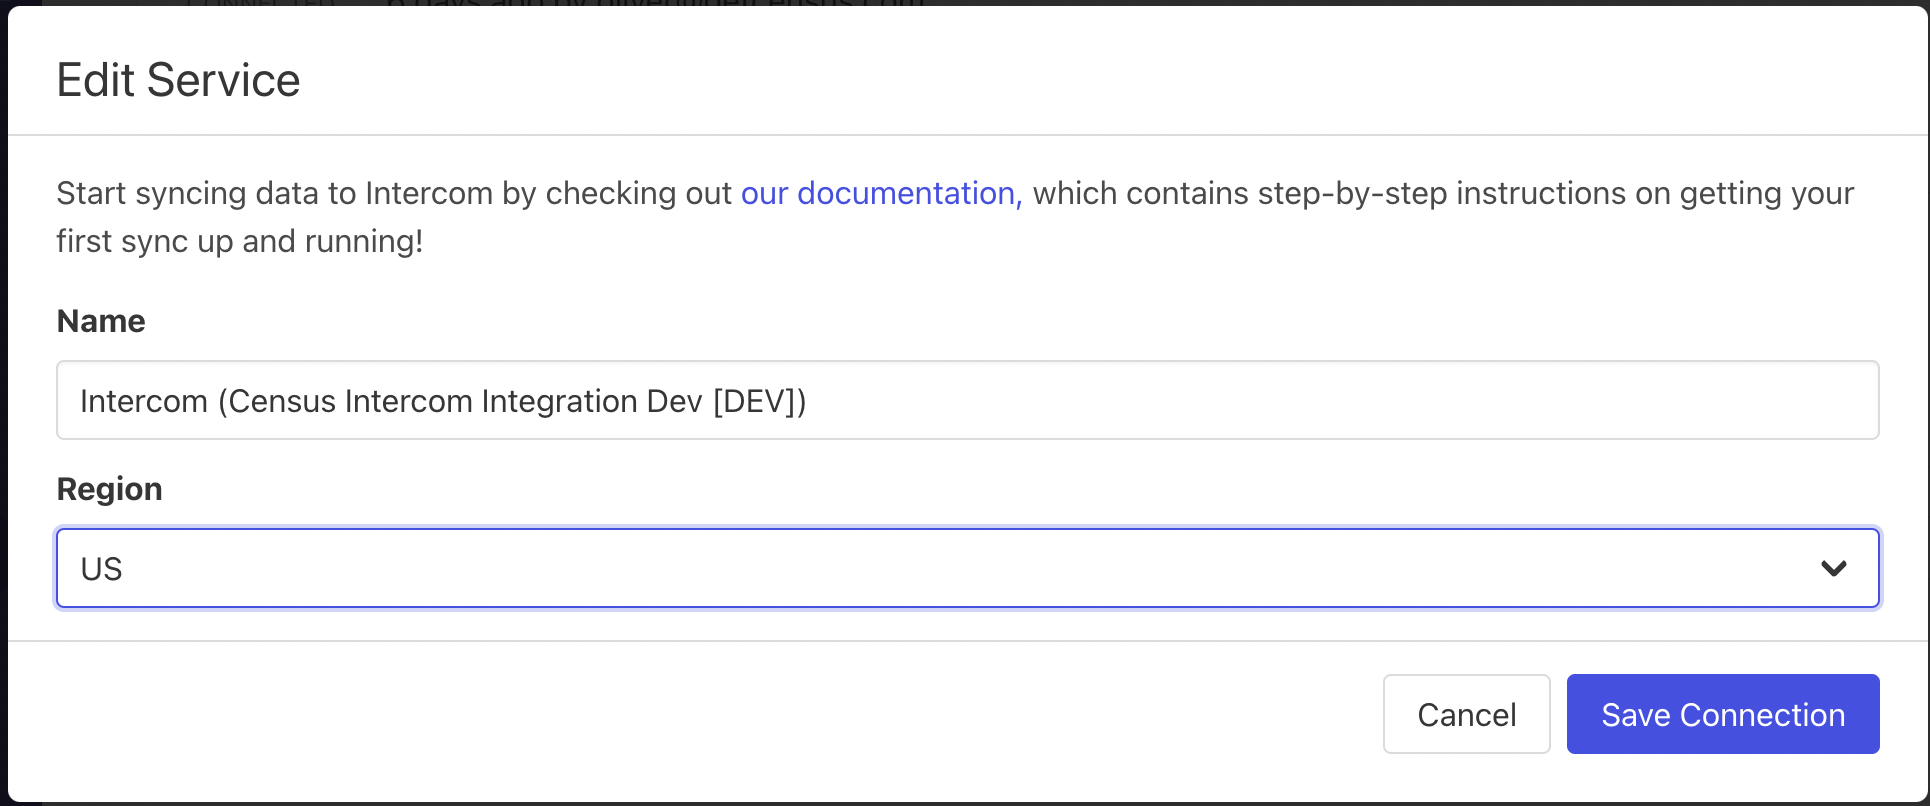 Edit Service
Start syncing data to Intercom by checking out our documentation, which contains step-by-step instructions on getting your
first sync up and running!
Name
Intercom (Census Intercom Integration Dev [DEV])
Region
US
Cancel
Save Connection